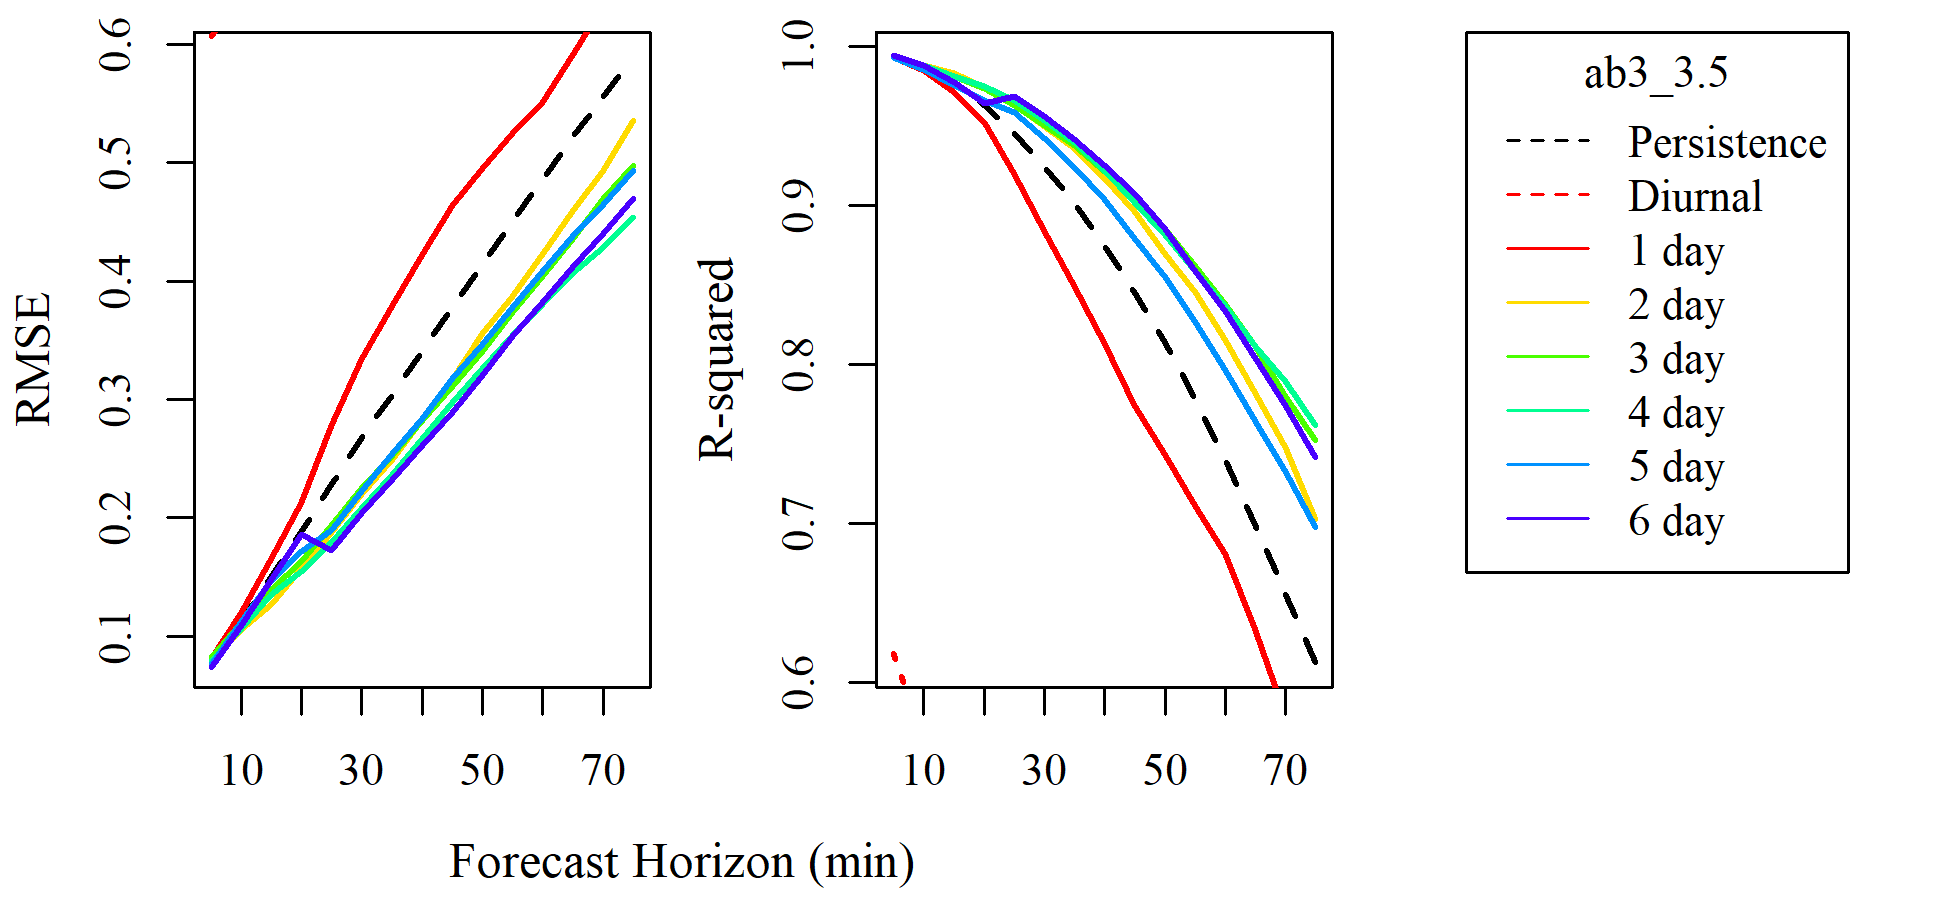 RMSE
0.6
0.5
0.4
0.3
0.2
0.1
10 30 50 70
R-squared
1.0
0.9
0.8
0.7
0.6
10 30 50 70
Forecast Horizon (min)
ab3_3.5
Persistence
Diurnal
1 day
2 day
3 day
4 day
5 day
6 day